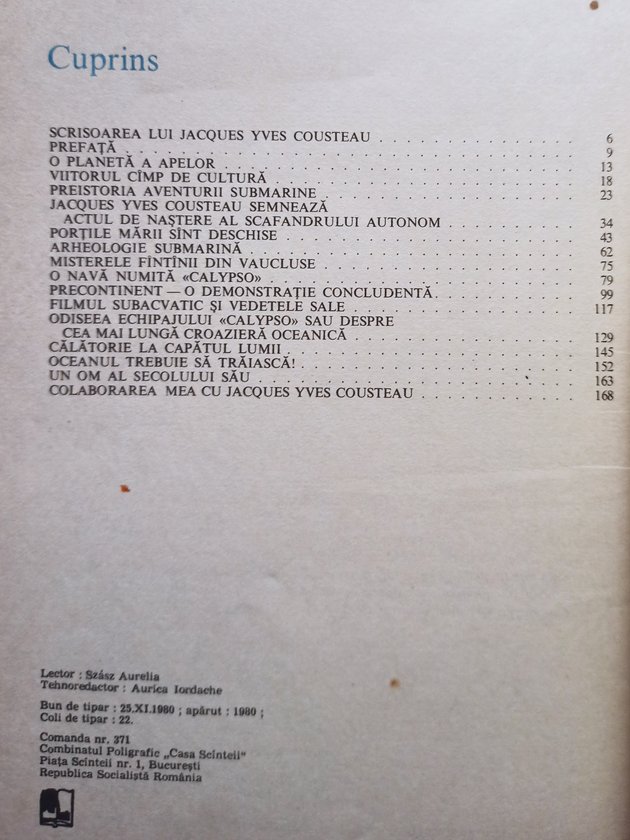 Cuprins
SCRISOAREA LUI JACQUES YVES COUSTEAU . . . . . . . . . . . . . . . 6
PREFAȚĂ . . . . . . . . . . . . . . . 9
O PLANETĂ A APELOR . . . . . . . . . . . . . . . 13
VIITORUL CÎMP DE CULTURĂ . . . . . . . . . . . . . . . 18
PREISTORIA AVENTURII SUBMARINE . . . . . . . . . . . . . . . 23
JACQUES YVES COUSTEAU SEMNEAZĂ
ACTUL DE NAȘTERE AL SCAFANDRULUI AUTONOM . . . . . . . . . . 34
PORȚILE MĂRII SÎNT DESCHISE . . . . . . . . . . . . . . . 43
ARHEOLOGIE SUBMARINĂ . . . . . . . . . . . . . . . 62
MISTERELE FÎNTÎNII DIN VAUCLUSE . . . . . . . . . . . . . . . 75
O NAVĂ NUMITĂ «CALYPSO» . . . . . . . . . . . . . . . 79
PRECONTINENT — O DEMONSTRAȚIE CONCLUDENTĂ . . . . . . . . . . 99
FILMUL SUBACVATIC ȘI VEDETELE SALE . . . . . . . . . . . . . . . 117
ODISEEA ECHIPAJULUI «CALYPSO» SAU DESPRE
CEA MAI LUNGĂ CROAZIERĂ OCEANICĂ . . . . . . . . . . . . . . . 129
CĂLĂTORIE LA CAPĂTUL LUMII . . . . . . . . . . . . . . . 145
OCEANUL TREBUIE SĂ TRĂIASCĂ! . . . . . . . . . . . . . . . 152
UN OM AL SECOLULUI SĂU . . . . . . . . . . . . . . . 163
COLABORAREA MEA CU JACQUES YVES COUSTEAU . . . . . . . . . . 168
Lector : Szász Aurelia
Tehnoredactor : Aurica Iordache
Bun de tipar : 25.XI.1980 ; apărut : 1980 ;
Coli de tipar : 22.
Comanda nr. 371
Combinatul Poligrafic „Casa Scînteii"
Piața Scînteii nr. 1, București
Republica Socialistă România